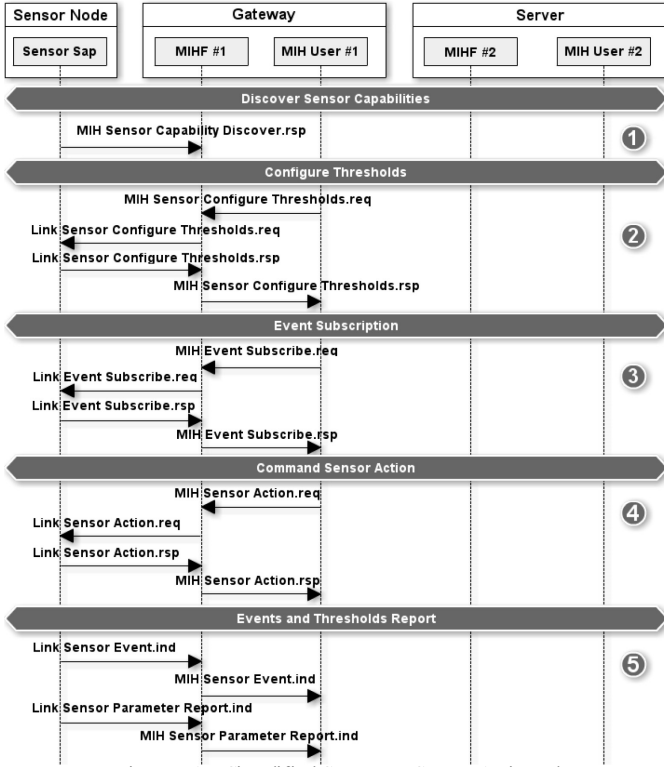 Sensor Node
Gateway
Server
Sensor Sap
MIHF #1
MIH User #1
MIHF #2
MIH User #2
Discover Sensor Capabilities
MIH Sensor Capability Discover.rsp
1
Configure Thresholds
MIH Sensor Configure Thresholds.req
Link Sensor Configure Thresholds.req
2
Link Sensor Configure Thresholds.rsp
MIH Sensor Configure Thresholds.rsp
Event Subscription
MIH Event Subscribe.req
Link Event Subscribe.req
3
Link Event Subscribe.rsp
MIH Event Subscribe.rsp
Command Sensor Action
MIH Sensor Action.req
4
Link Sensor Action.req
Link Sensor Action.rsp
MIH Sensor Action.rsp
Events and Thresholds Report
Link Sensor Event.ind
5
MIH Sensor Event.ind
Link Sensor Parameter Report.ind
MIH Sensor Parameter Report.ind